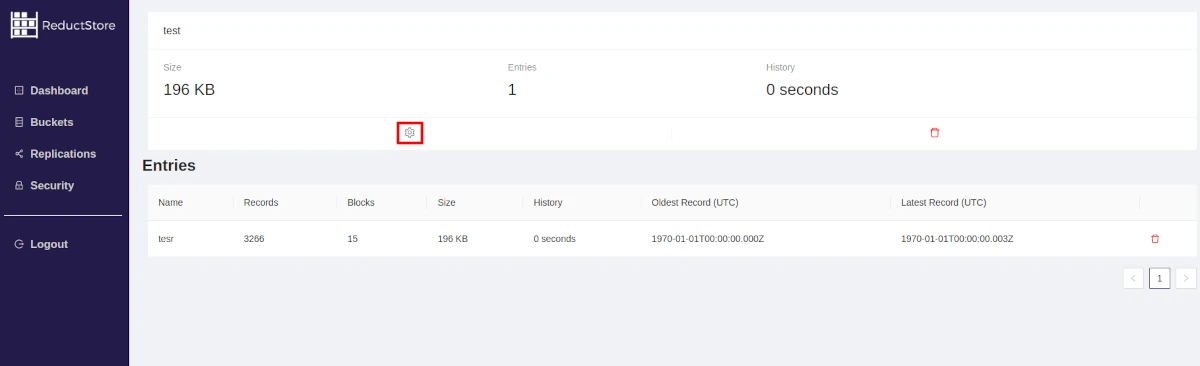 ReductStore
Dashboard
Buckets
Replications
Security
Logout
test
Size Entries History
196 KB 1 0 seconds
Entries
Name Records Blocks Size History Oldest Record (UTC) Latest Record (UTC)
tesr 3266 15 196 KB 0 seconds 1970-01-01T00:00:00.000Z 1970-01-01T00:00:00.003Z
< 1 >